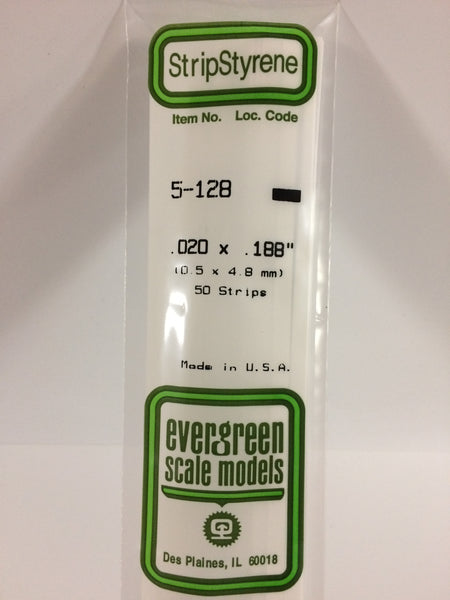 StripStyrene
Item No. Loc. Code
5-128
.020 x .188"
(0.5 x 4.8 mm)
50 Strips
Made in U.S.A.
evergreen
scale models
Des Plaines, IL 60018